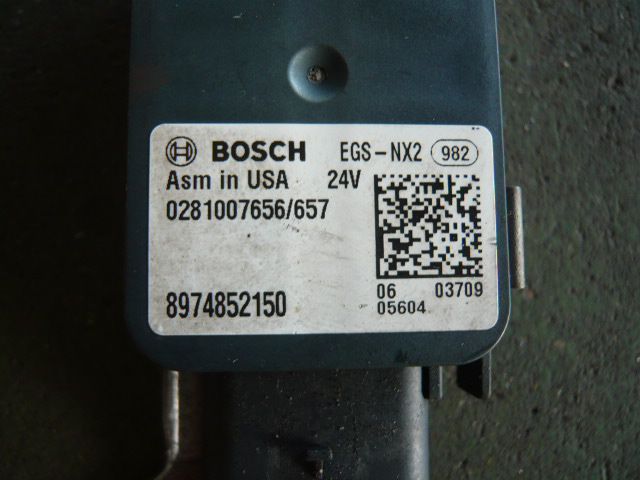 BOSCH EGS-NX2 982
Asm in USA 24V
0281007656/657
8974852150
06 03709
05604